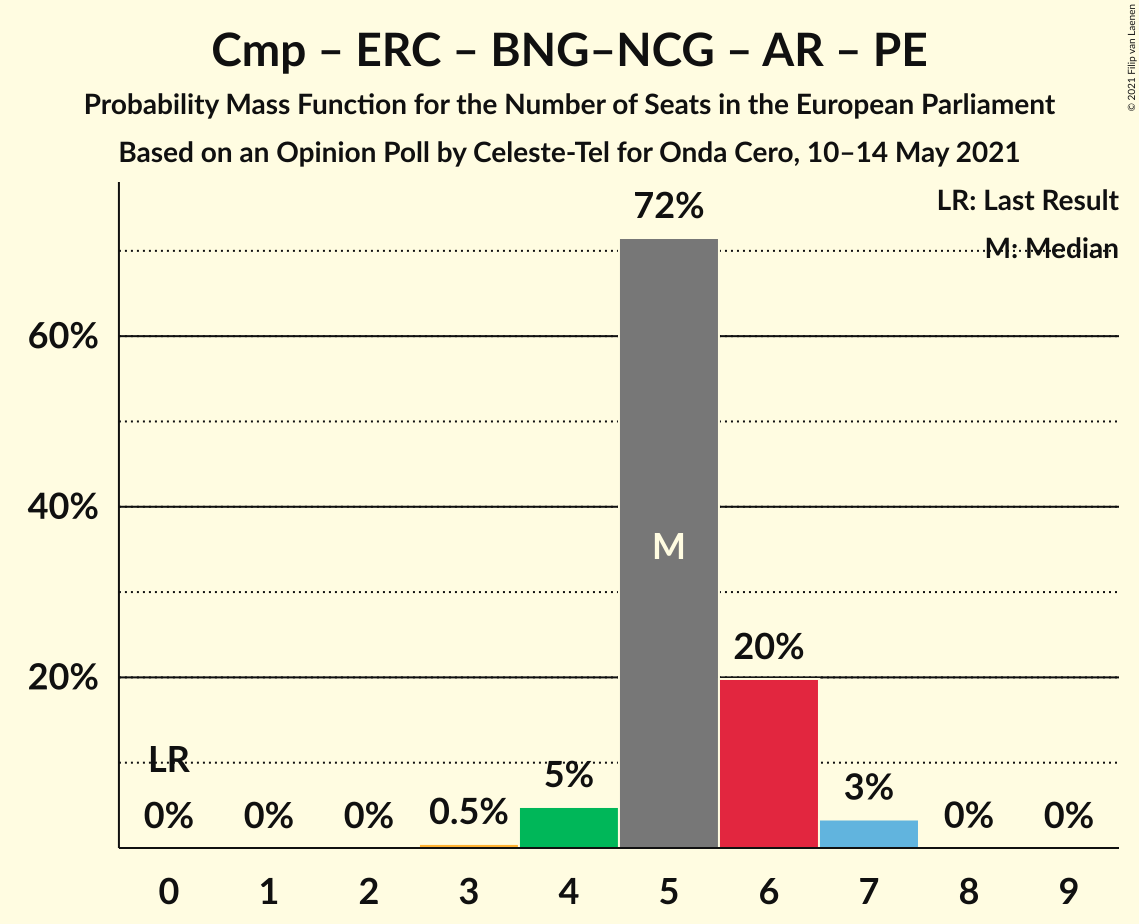 Cmp – ERC – BNG–NCG – AR – PE
Probability Mass Function for the Number of Seats in the European Parliament
Based on an Opinion Poll by Celeste-Tel for Onda Cero, 10–14 May 2021
© 2021 Filip van Laenen
LR: Last Result
M: Median
72%
60%
40%
M
20%
20%
LR
0% 0% 0% 0.5% 5% 3% 0% 0%
0 1 2 3 4 5 6 7 8 9